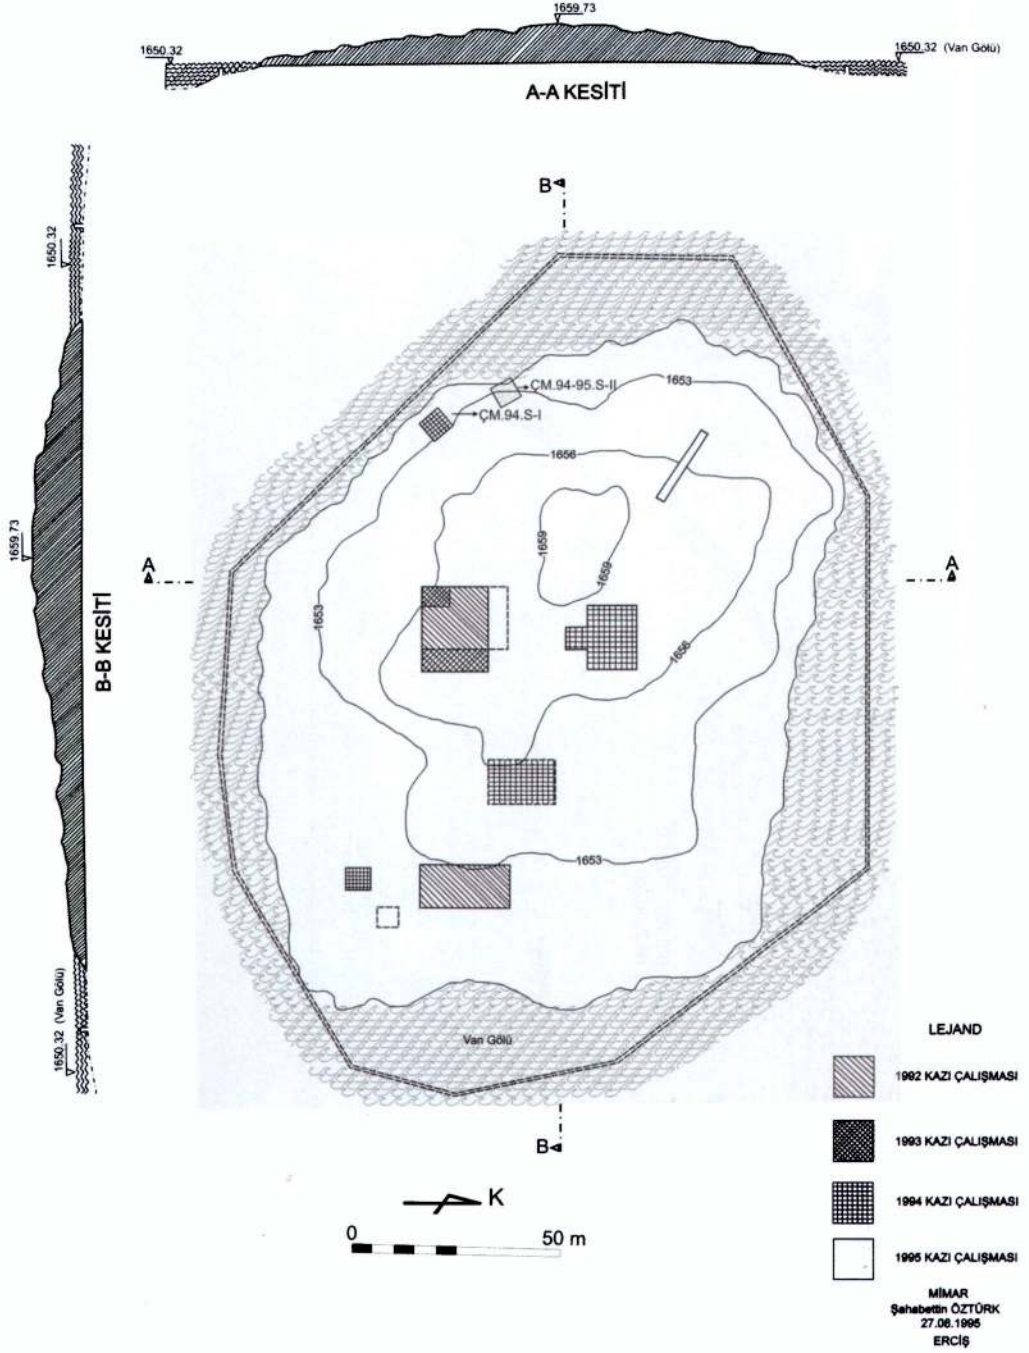 1659.73
1650.32
1650.32 (Van Gölü)
A-A KESİTİ
B
1650.32
1653
ÇM.94-95.S-II
ÇM.94.S-I
1656
1659.73
1659
1659
A
A
1653
B-B KESİTİ
1656
1653
1650.32 (Van Gölü)
Van Gölü
B
K
0
50 m
LEJAND
1992 KAZI ÇALIŞMASI
1993 KAZI ÇALIŞMASI
1994 KAZI ÇALIŞMASI
1995 KAZI ÇALIŞMASI
MİMAR
Şahabettin ÖZTÜRK
27.08.1995
ERCİŞ